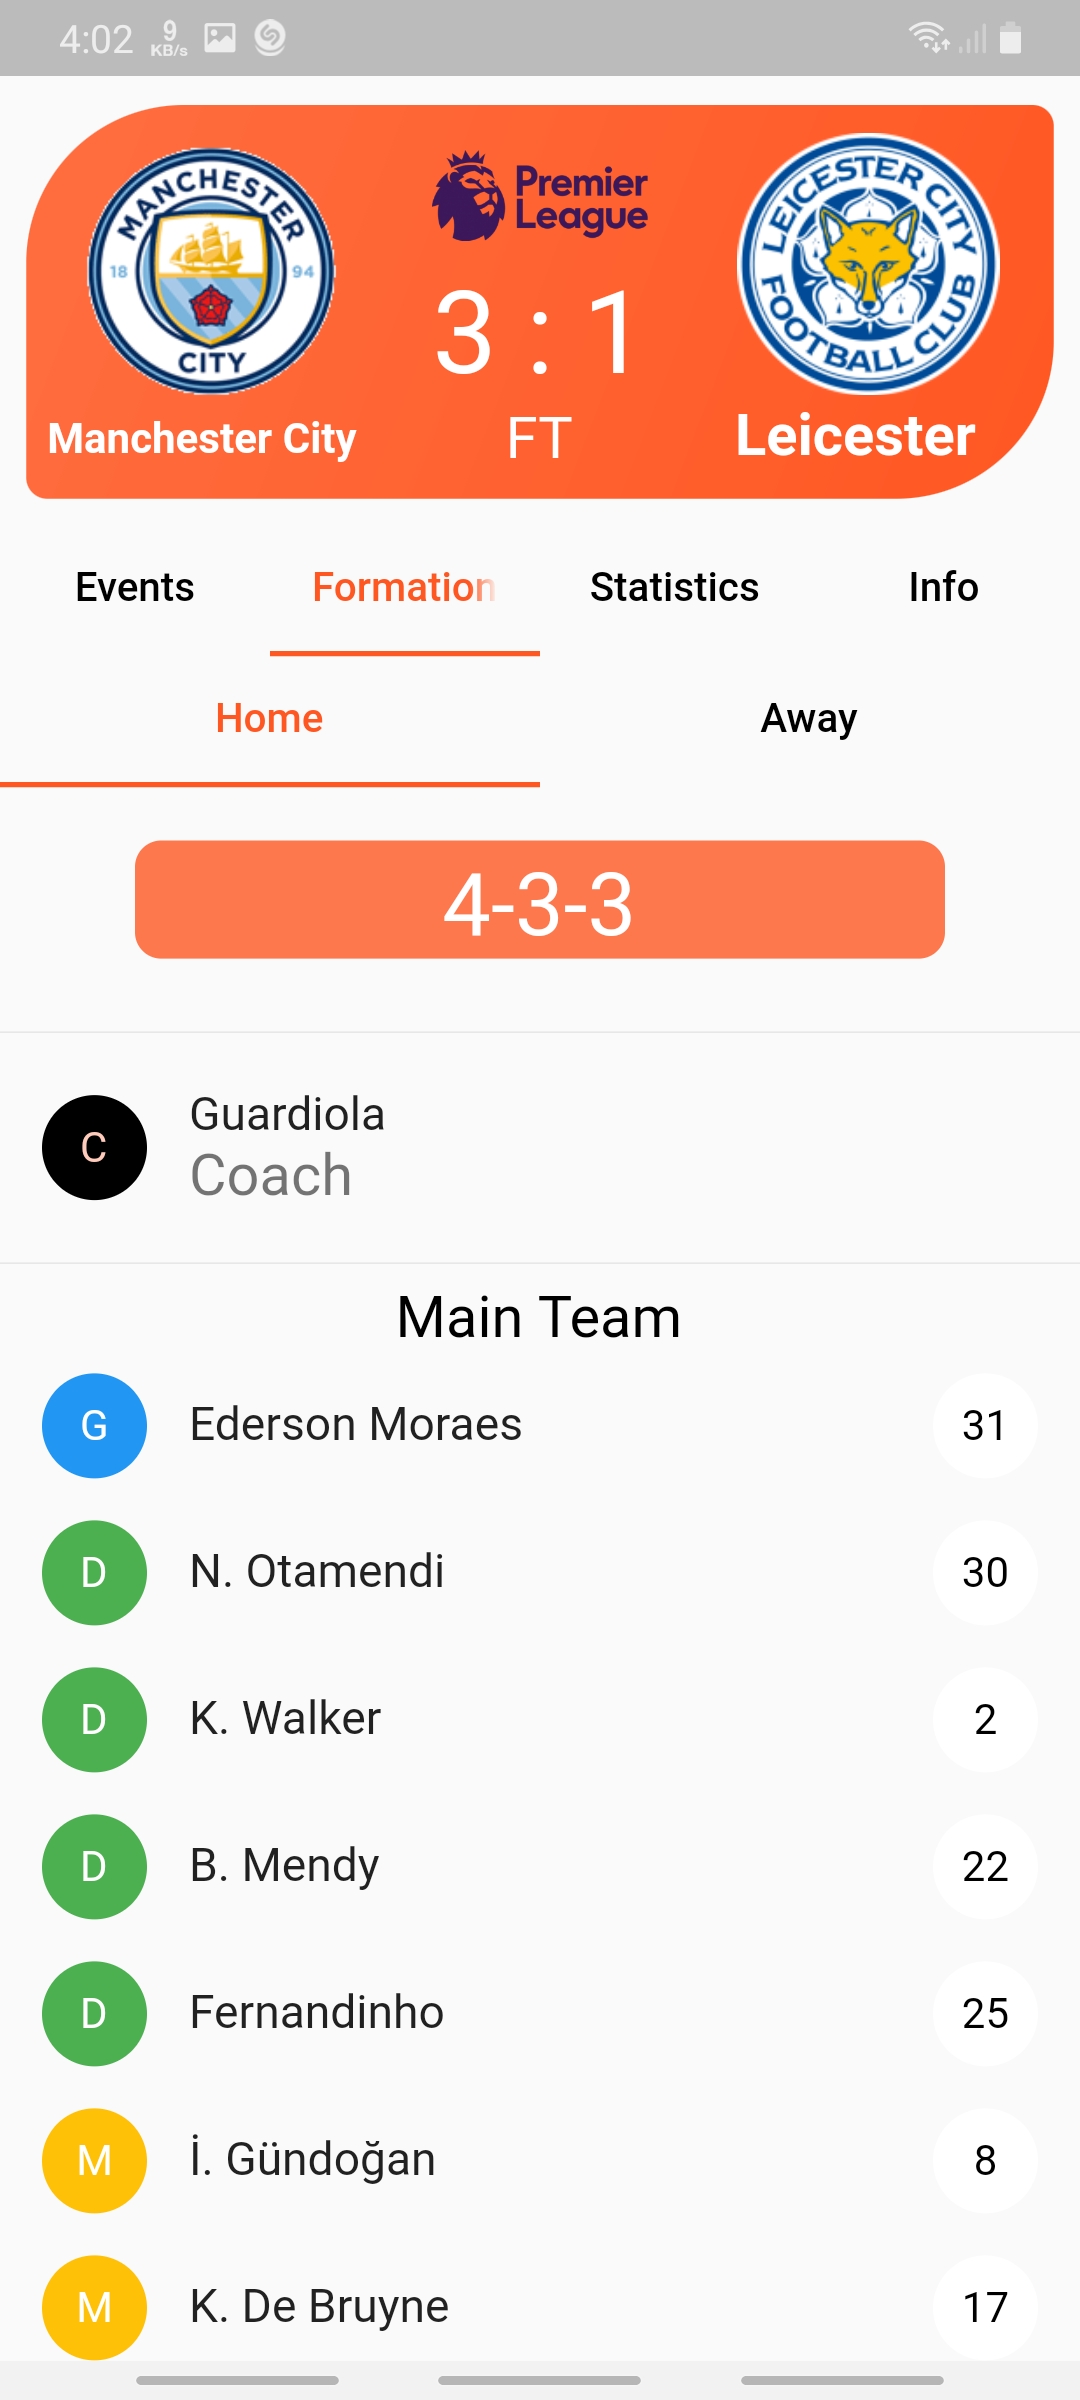 4:02 9 KB/s
MANCHESTER
18 94
CITY
Premier
League
LEICESTER CITY
FOOTBALL CLUB
3 : 1
Manchester City FT Leicester
Events Formation Statistics Info
Home Away
4-3-3
C Guardiola
Coach
Main Team
G Ederson Moraes 31
D N. Otamendi 30
D K. Walker 2
D B. Mendy 22
D Fernandinho 25
M İ. Gündoğan 8
M K. De Bruyne 17